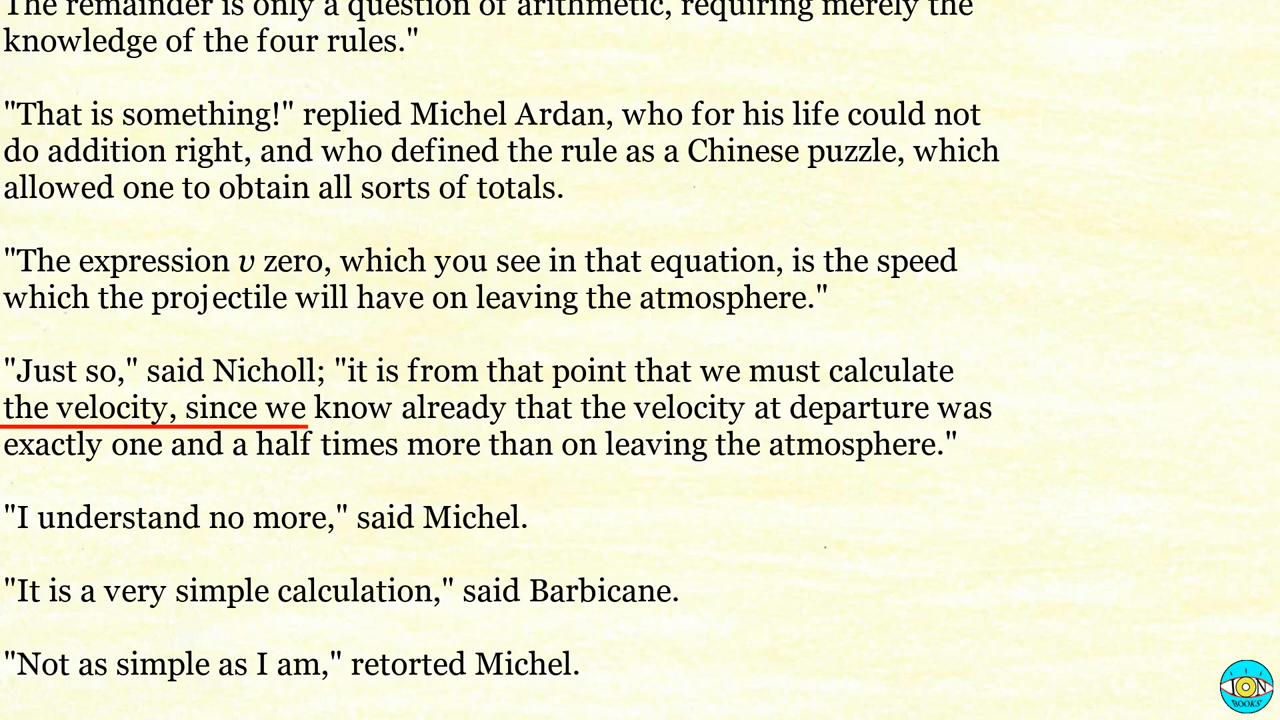 The remainder is only a question of arithmetic, requiring merely the
knowledge of the four rules."
"That is something!" replied Michel Ardan, who for his life could not
do addition right, and who defined the rule as a Chinese puzzle, which
allowed one to obtain all sorts of totals.
"The expression v zero, which you see in that equation, is the speed
which the projectile will have on leaving the atmosphere."
"Just so," said Nicholl; "it is from that point that we must calculate
the velocity, since we know already that the velocity at departure was
exactly one and a half times more than on leaving the atmosphere."
"I understand no more," said Michel.
"It is a very simple calculation," said Barbicane.
"Not as simple as I am," retorted Michel.
ION
BOOKS